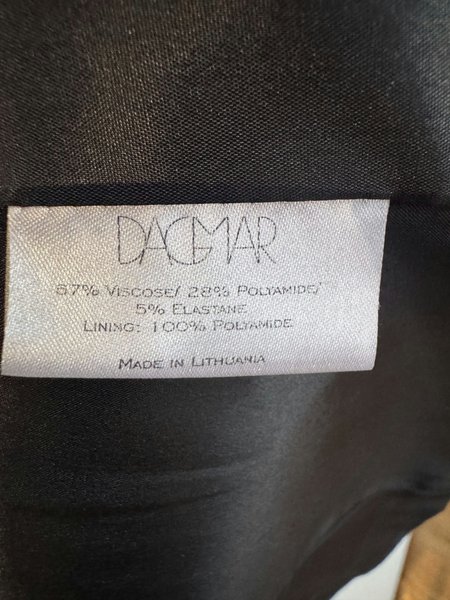 DAGMAR
67% VISCOSE/ 28% POLYAMIDE/
5% ELASTANE
LINING: 100% POLYAMIDE
MADE IN LITHUANIA